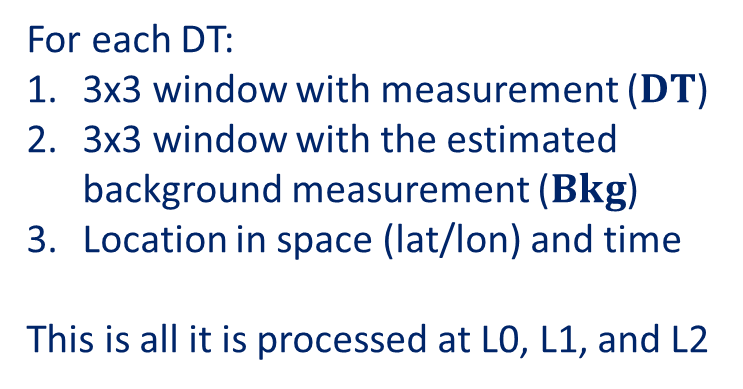 For each DT:
1. 3x3 window with measurement (DT)
2. 3x3 window with the estimated
background measurement (Bkg)
3. Location in space (lat/lon) and time
This is all it is processed at L0, L1, and L2